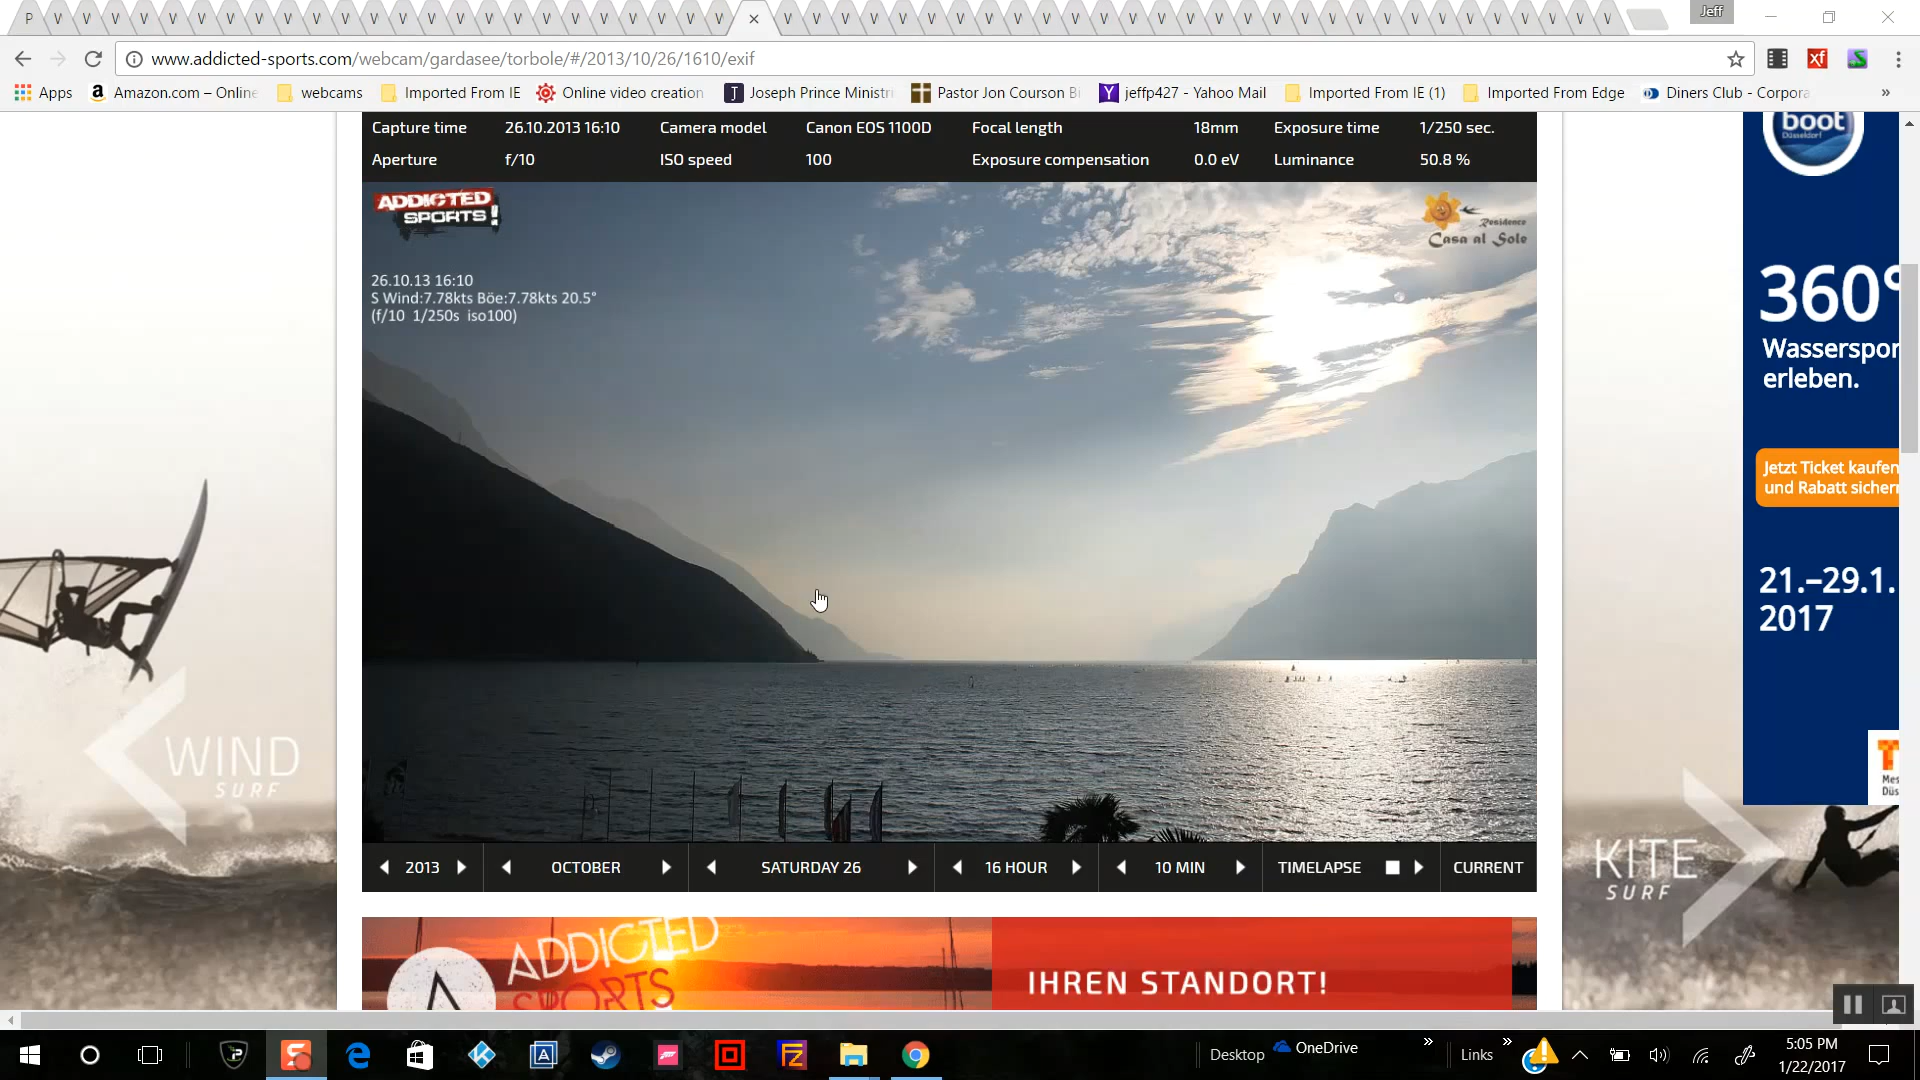 P W W W W W W W W W W W W W W W W W W W W W W W W W W W W W W W W W W W W W W W W W W W W W W W W W W W W W W
Jeff
www.addicted-sports.com/webcam/gardasee/torbole/#/2013/10/26/1610/exif
xf S
Apps Amazon.com – Online webcams Imported From IE Online video creation Joseph Prince Ministri Pastor Jon Courson Bi jeffp427 - Yahoo Mail Imported From IE (1) Imported From Edge Diners Club - Corpora »
Capture time 26.10.2013 16:10 Camera model Canon EOS 1100D Focal length 18mm Exposure time 1/250 sec.
Aperture f/10 ISO speed 100 Exposure compensation 0.0 eV Luminance 50.8 %
boot
Düsseldorf
ADDICTED
SPORTS!
Residence
Casa al Sole
26.10.13 16:10
S Wind:7.78kts Böe:7.78kts 20.5°
(f/10 1/250s iso100)
360°
Wasserspor
erleben.
Jetzt Ticket kaufen
und Rabatt sichern
21.–29.1.
2017
Mes
Düs
WIND
SURF
KITE
SURF
2013 OCTOBER SATURDAY 26 16 HOUR 10 MIN TIMELAPSE CURRENT
ADDICTED
SPORTS
IHREN STANDORT!
Desktop OneDrive » Links »
5:05 PM
1/22/2017